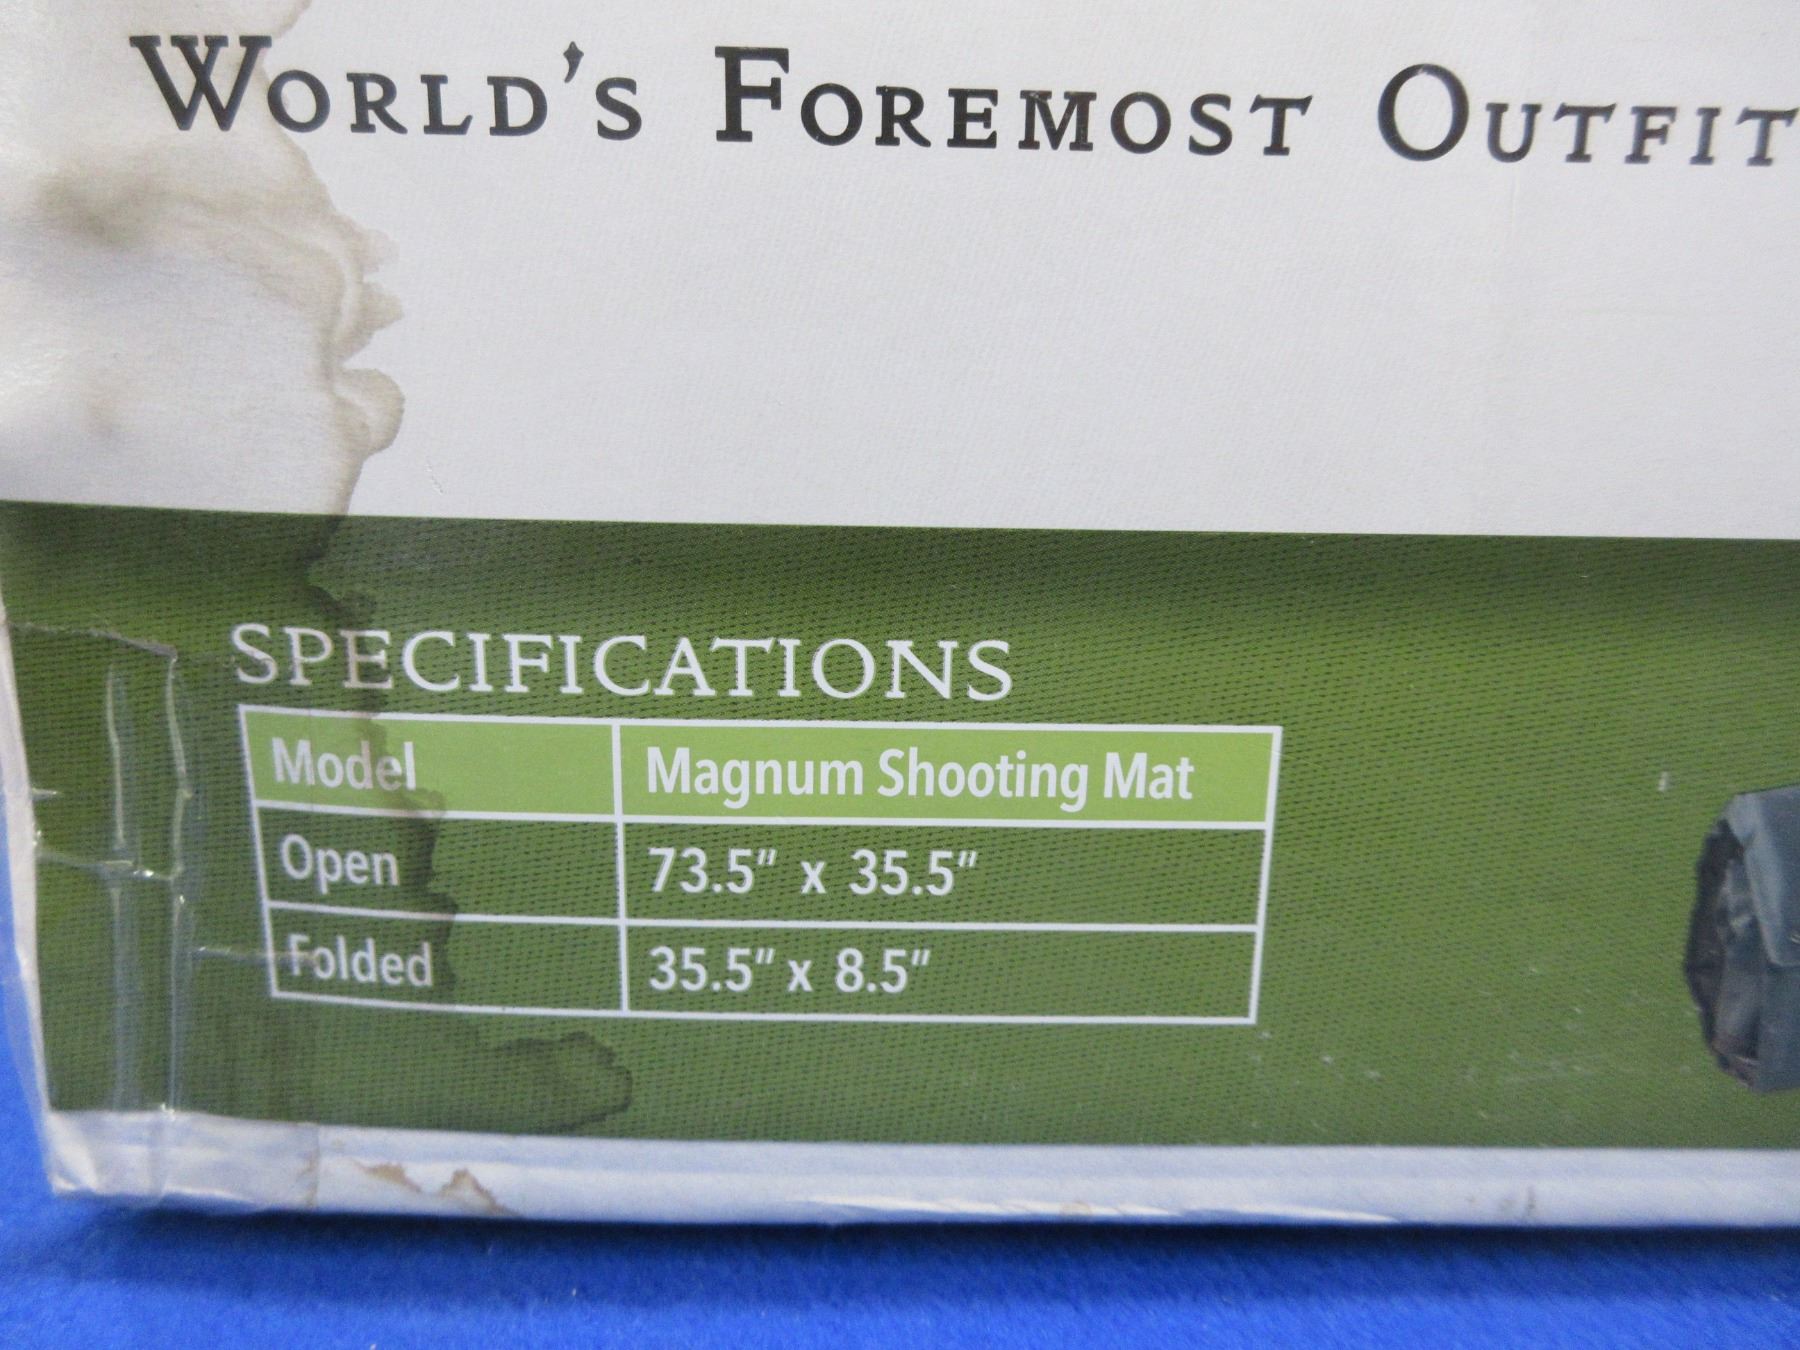 WORLD'S FOREMOST OUTFIT
SPECIFICATIONS
Model Magnum Shooting Mat
Open 73.5" x 35.5"
Folded 35.5" x 8.5"